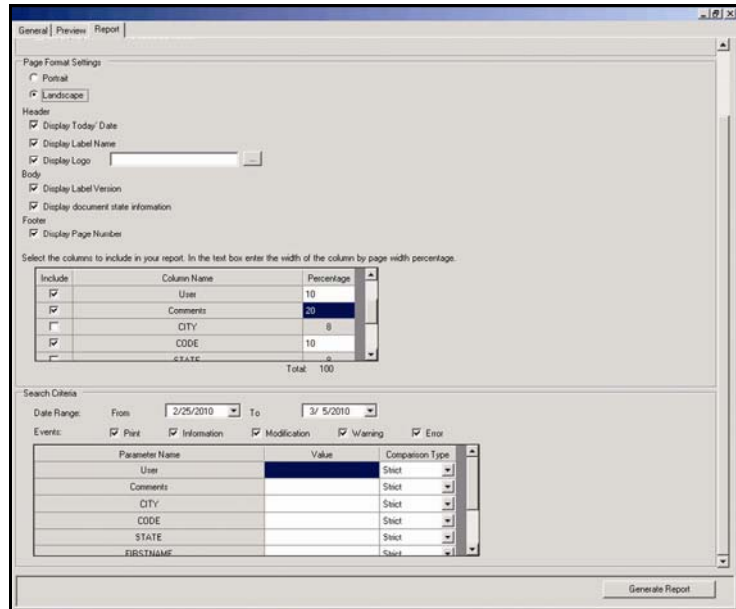 General Preview Report
Page Format Settings
Portrait
Landscape
Header
Display Today' Date
Display Label Name
Display Logo ...
Body
Display Label Version
Display document state information
Footer
Display Page Number
Select the columns to include in your report. In the text box enter the width of the column by page width percentage.
Include Column Name Percentage
User 10
Comments 20
CITY 8
CODE 10
STATE
Total: 100
Search Criteria
Date Range: From 2/25/2010 To 3/ 5/2010
Events: Print Information Modification Warning Error
Parameter Name Value Comparison Type
User Strict
Comments Strict
CITY Strict
CODE Strict
STATE Strict
FIRSTNAME Strict
Generate Report